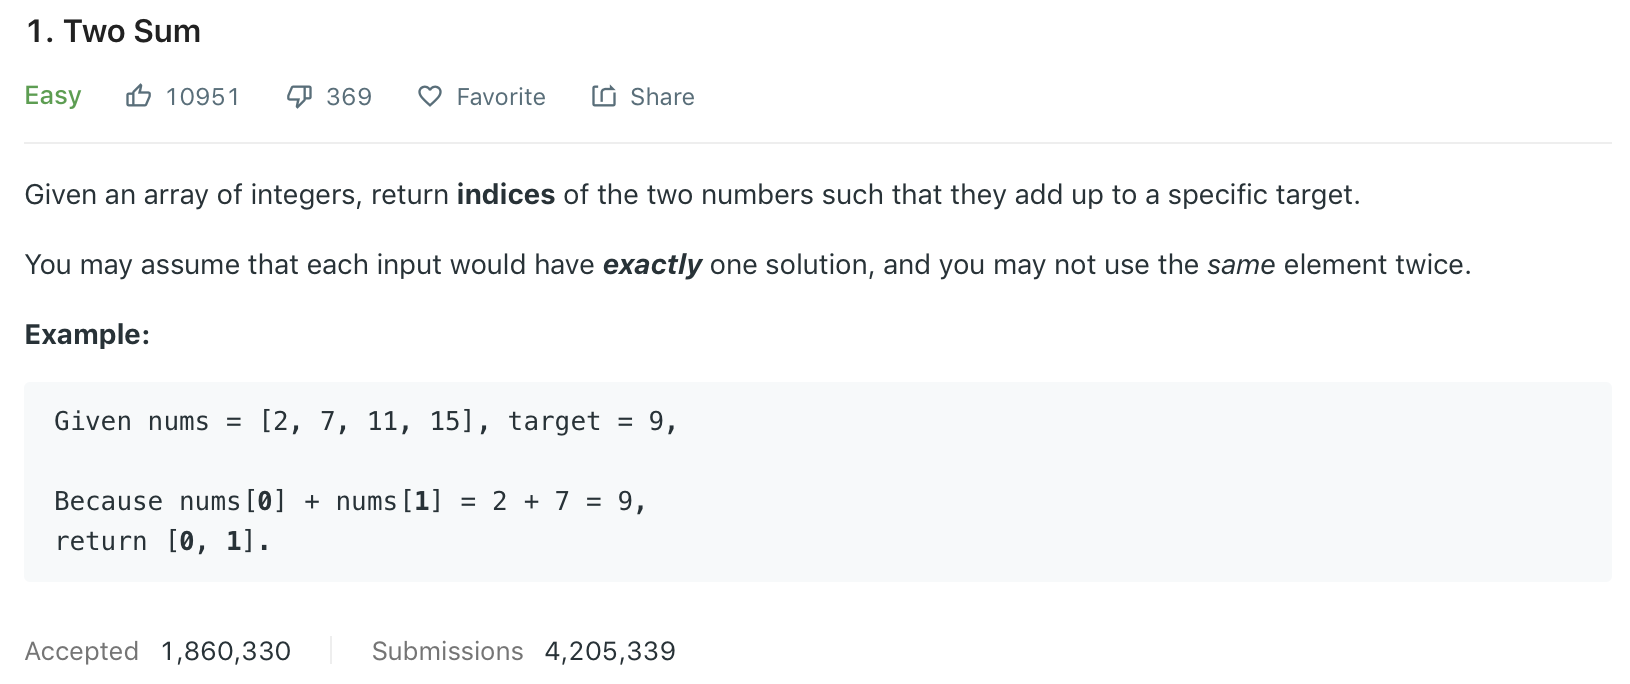 1. Two Sum
Easy 10951 369 Favorite Share
Given an array of integers, return indices of the two numbers such that they add up to a specific target.
You may assume that each input would have exactly one solution, and you may not use the same element twice.
Example:
Given nums = [2, 7, 11, 15], target = 9,
Because nums[0] + nums[1] = 2 + 7 = 9,
return [0, 1].
Accepted 1,860,330 Submissions 4,205,339